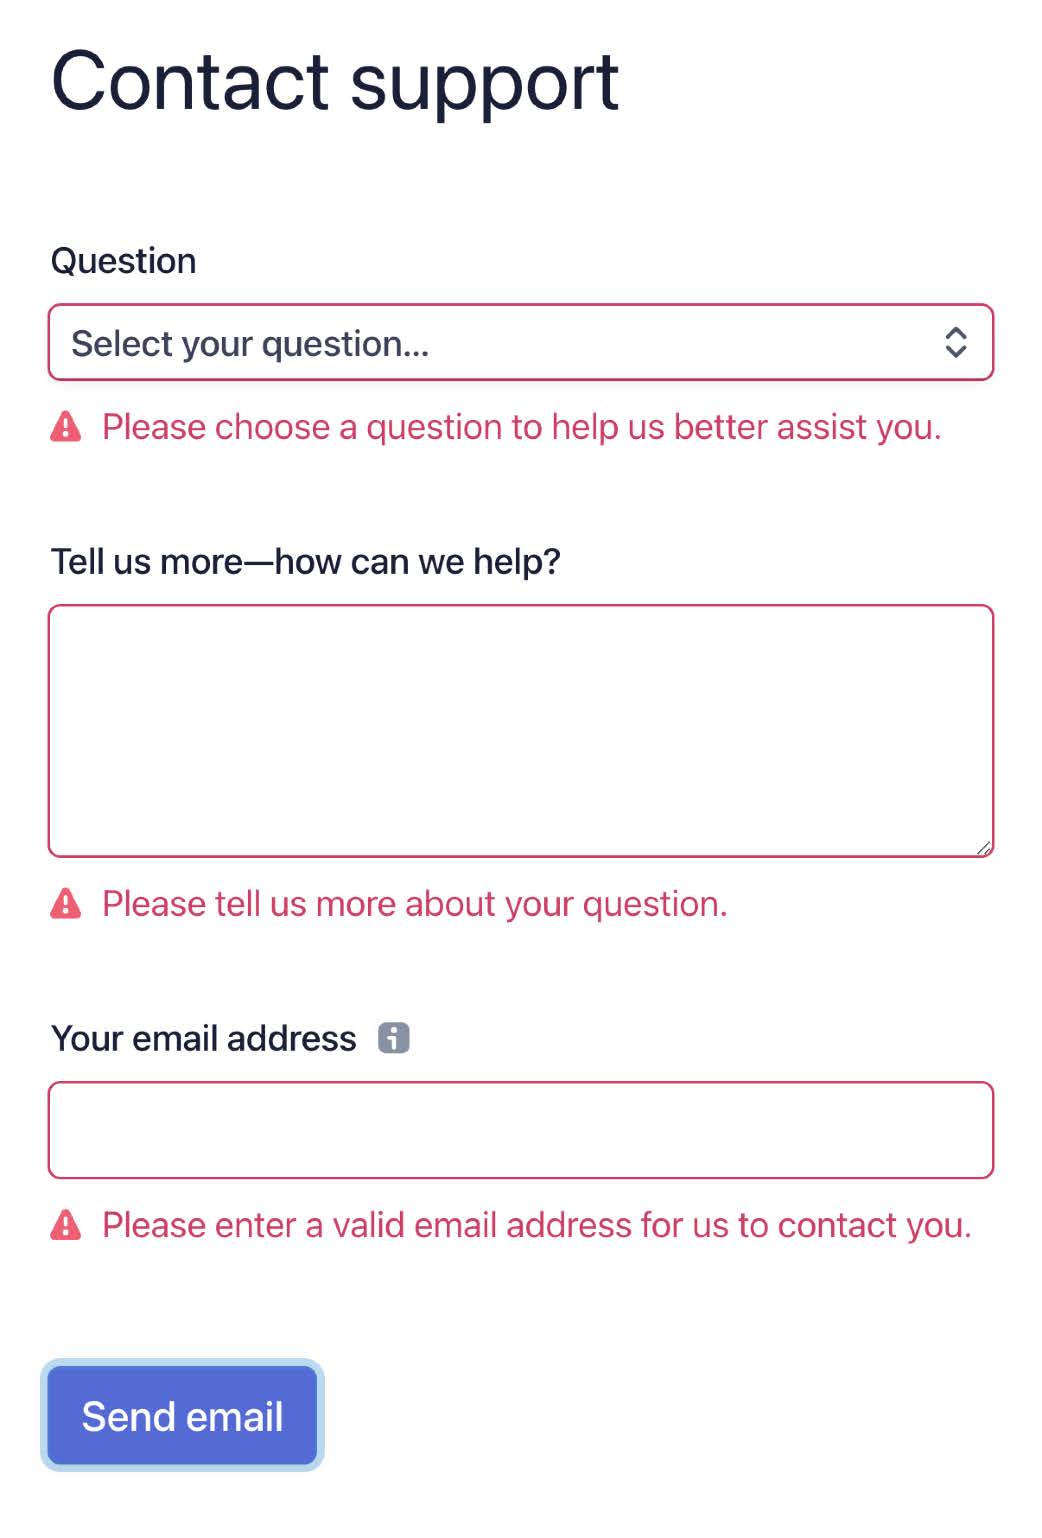 Contact support
Question
Select your question...
Please choose a question to help us better assist you.
Tell us more—how can we help?
Please tell us more about your question.
Your email address
Please enter a valid email address for us to contact you.
Send email